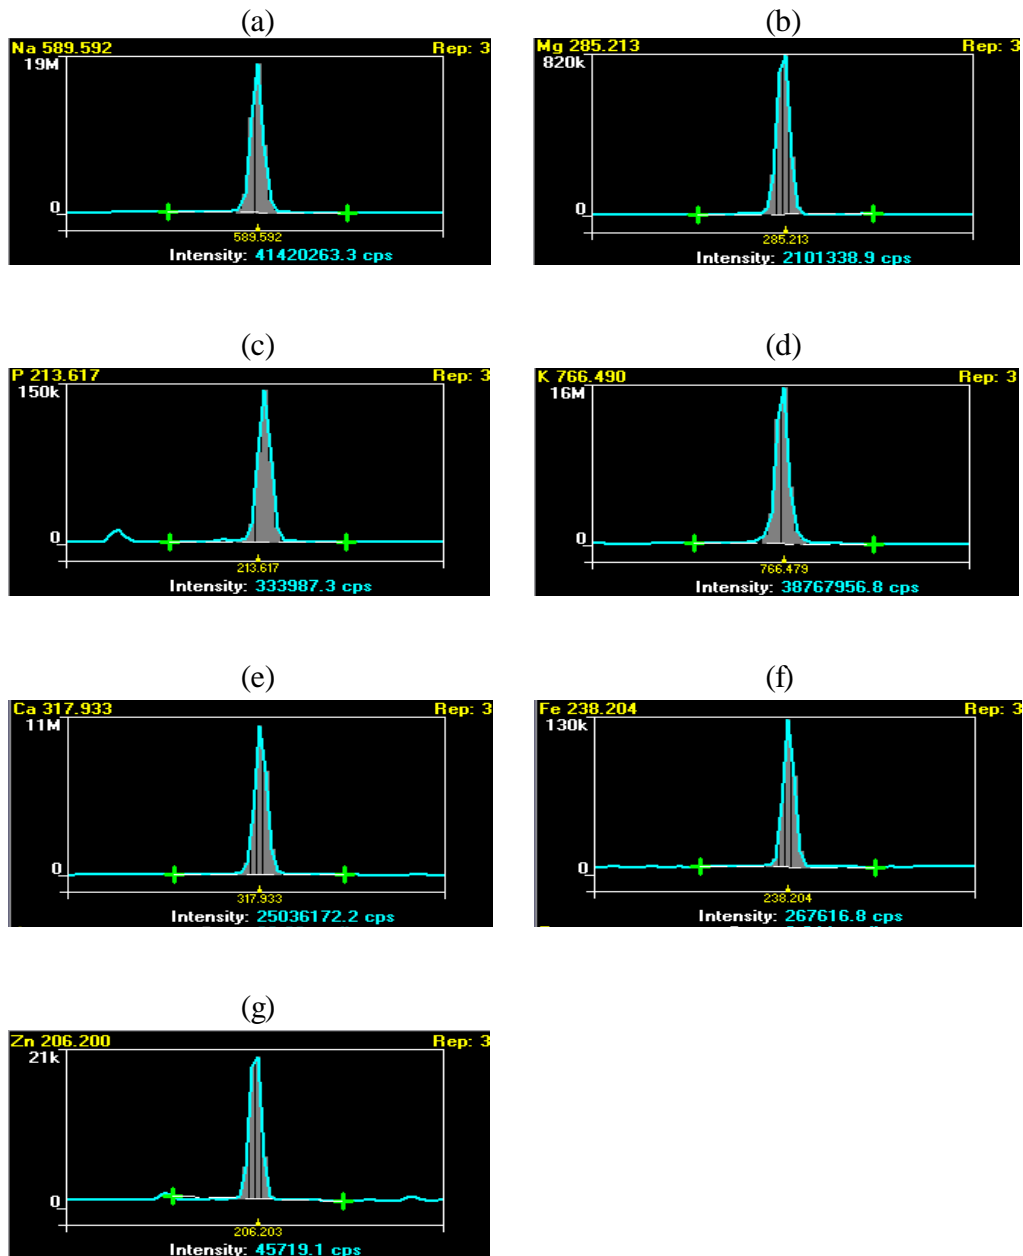 (a)
Na 589.592 Rep: 3
19M
0
589.592
Intensity: 41420263.3 cps
(b)
Mg 285.213 Rep: 3
820k
0
285.213
Intensity: 2101338.9 cps
(c)
P 213.617 Rep: 3
150k
0
213.617
Intensity: 333987.3 cps
(d)
K 766.490 Rep: 3
16M
0
766.479
Intensity: 38767956.8 cps
(e)
Ca 317.933 Rep: 3
11M
0
317.933
Intensity: 25036172.2 cps
(f)
Fe 238.204 Rep: 3
130k
0
238.204
Intensity: 267616.8 cps
(g)
Zn 206.200 Rep: 3
21k
0
206.203
Intensity: 45719.1 cps